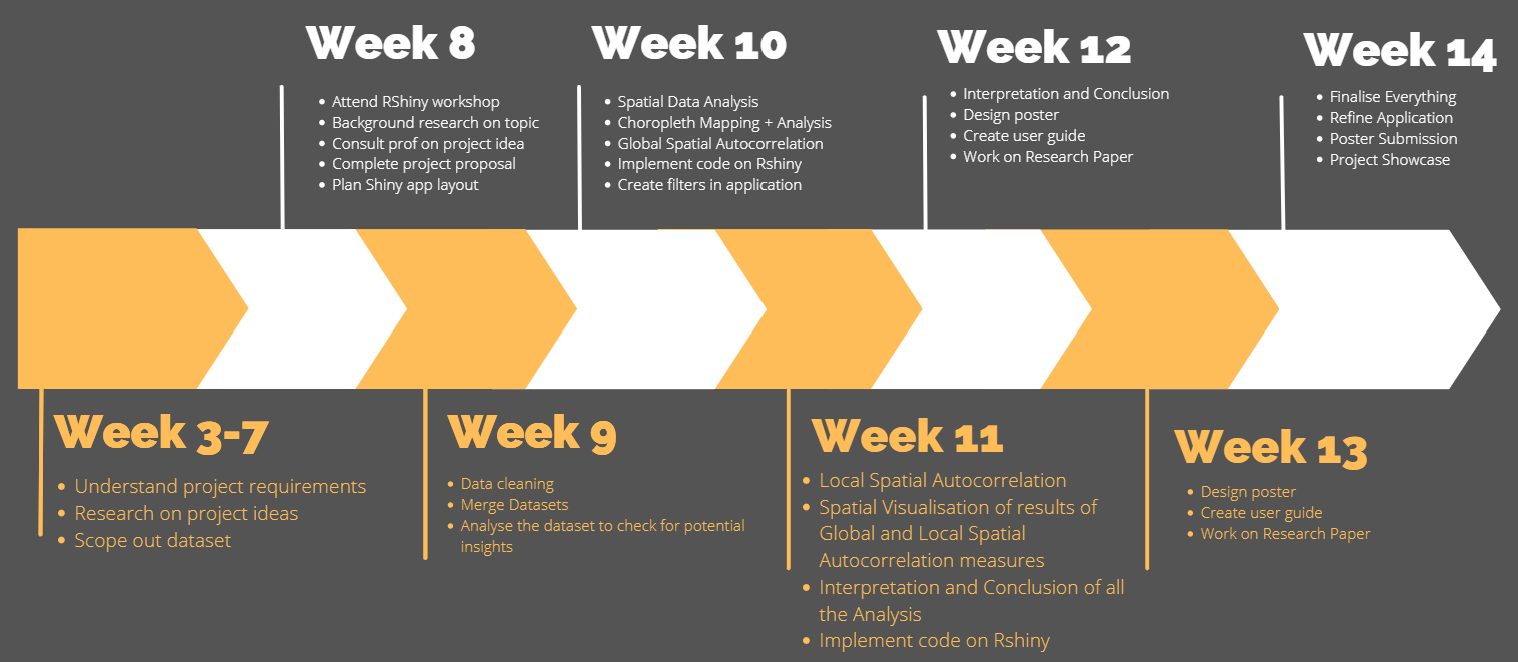 Week 8
• Attend RShiny workshop
• Background research on topic
• Consult prof on project idea
• Complete project proposal
• Plan Shiny app layout
Week 10
• Spatial Data Analysis
• Choropleth Mapping + Analysis
• Global Spatial Autocorrelation
• Implement code on Rshiny
• Create filters in application
Week 12
• Interpretation and Conclusion
• Design poster
• Create user guide
• Work on Research Paper
Week 14
• Finalise Everything
• Refine Application
• Poster Submission
• Project Showcase
Week 3-7
• Understand project requirements
• Research on project ideas
• Scope out dataset
Week 9
• Data cleaning
• Merge Datasets
• Analyse the dataset to check for potential
insights
Week 11
• Local Spatial Autocorrelation
• Spatial Visualisation of results of
Global and Local Spatial
Autocorrelation measures
• Interpretation and Conclusion of all
the Analysis
• Implement code on Rshiny
Week 13
• Design poster
• Create user guide
• Work on Research Paper